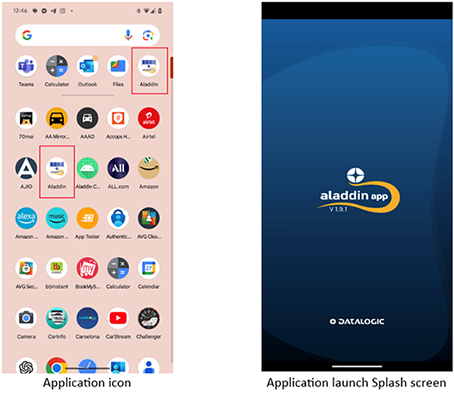 12:46
Teams Calculator Outlook Files Aladdin
70mai AA Mirror... AAAD Accops H... Airtel
AJIO Aladdin Aladdin C... ALL.com Amazon
alexa music
Amazon ... Amazon ... App Tester Authentic... AVG Clea...
AVG Sec... bbinstant BookMyS... Calculator Calendar
Camera CarInfo Carselona CarStream Challenger
Application icon
aladdin app
V 1.9.1
DATALOGIC
Application launch Splash screen